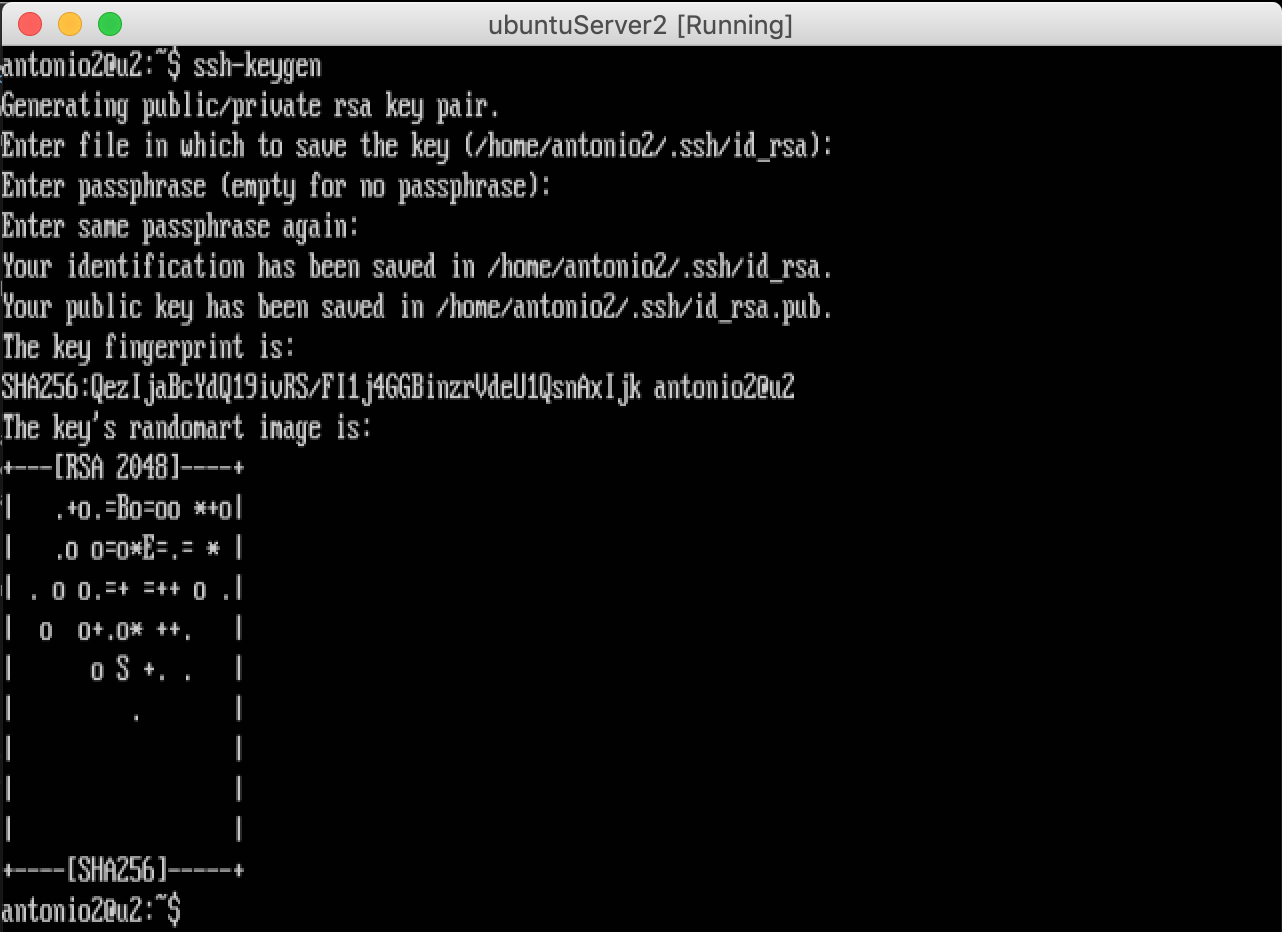 ubuntuServer2 [Running]
antonio2@u2:~$ ssh-keygen
Generating public/private rsa key pair.
Enter file in which to save the key (/home/antonio2/.ssh/id_rsa):
Enter passphrase (empty for no passphrase):
Enter same passphrase again:
Your identification has been saved in /home/antonio2/.ssh/id_rsa.
Your public key has been saved in /home/antonio2/.ssh/id_rsa.pub.
The key fingerprint is:
SHA256:QezIjaBcYdQ19ivRS/FI1j4GGBinzrVdeU1QsnAxIjk antonio2@u2
The key's randomart image is:
+---[RSA 2048]----+
|   .+o.=Bo=oo *+o|
|   .o o=o*E=.= * |
| . o o.=+ =++ o .|
|  o  o+.o* ++.   |
|      o S +. .   |
|         .       |
|                 |
|                 |
|                 |
+----[SHA256]-----+
antonio2@u2:~$